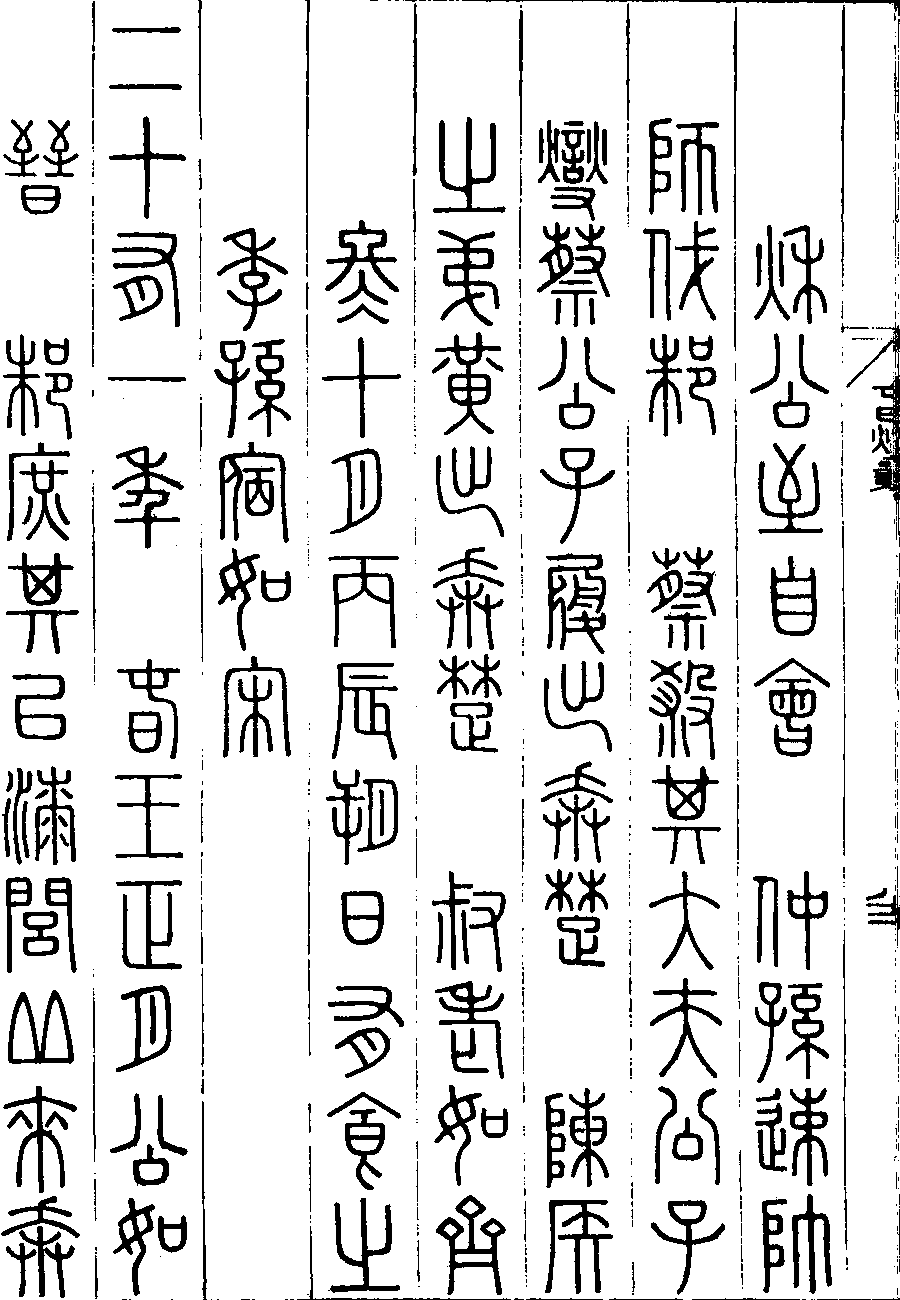 秋公至自會 仲孫速帥
師伐邾 蔡殺其大夫公子
燮蔡公子履出奔楚 陳侯
之弟黃出奔楚 叔老如齊
冬十月丙辰朔日有食之
季孫宿如宋
二十有一年 春王正月公如
晉 邾庶其以漆閭丘來奔